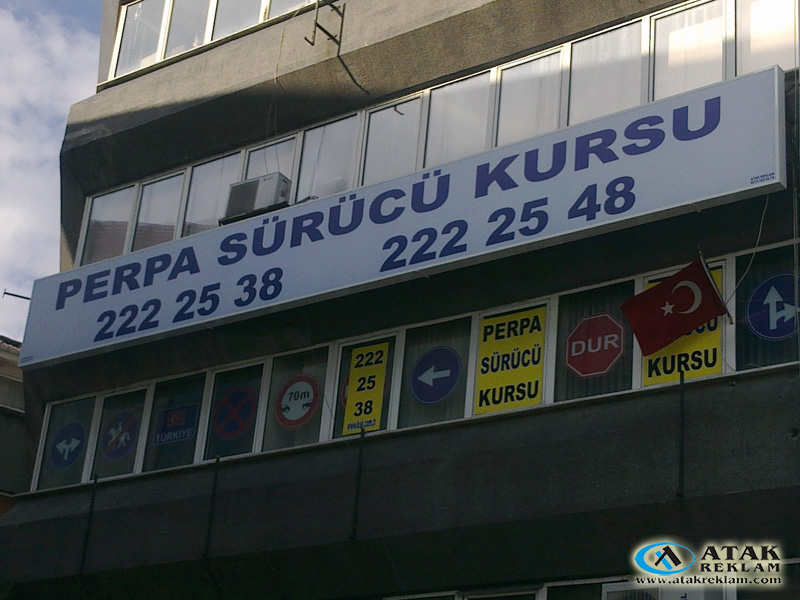 PERPA SÜRÜCÜ KURSU
222 25 38 222 25 48
TÜRKİYE
70m
222
25
38
PERPA
SÜRÜCÜ
KURSU
DUR
KURSU
ATAK
REKLAM
www.atakreklam.com